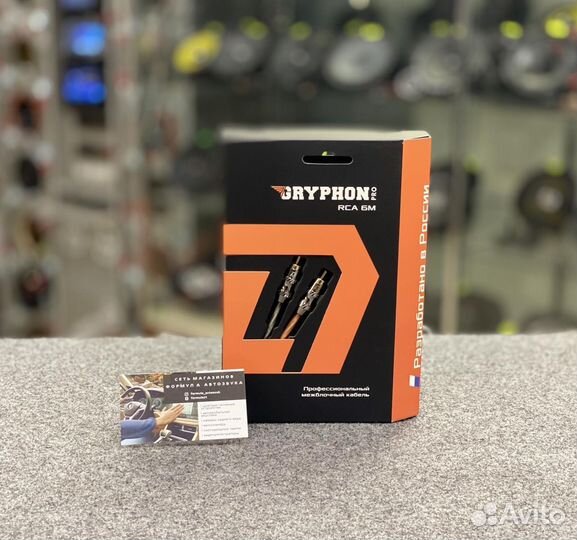 GRYPHON PRO
RCA 6M
Профессиональный
межблочный кабель
Разработано в России
СЕТЬ МАГАЗИНОВ
ФОРМУЛА АВТОЗВУКА
Avito